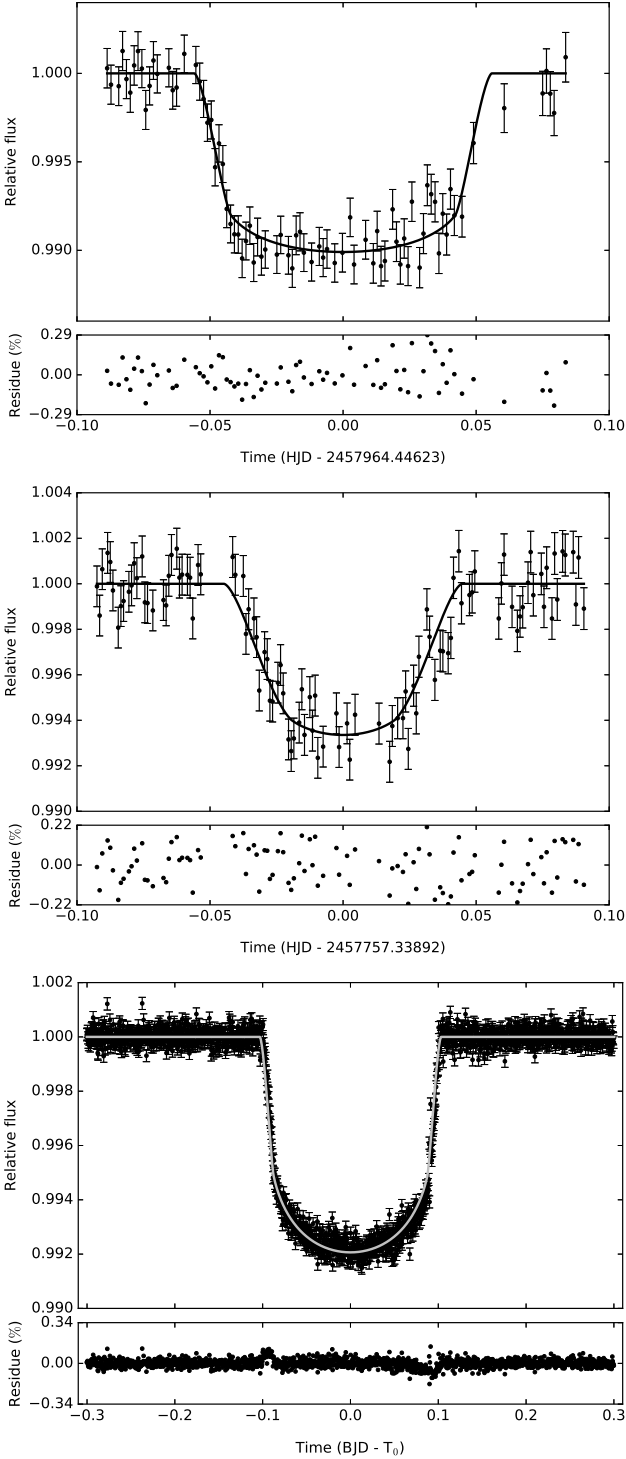 1.000
0.995
0.990
Relative flux
0.29
0.00
−0.29
Residue (%)
−0.10 −0.05 0.00 0.05 0.10
Time (HJD - 2457964.44623)
1.004
1.002
1.000
0.998
0.996
0.994
0.992
0.990
Relative flux
0.22
0.00
−0.22
Residue (%)
−0.10 −0.05 0.00 0.05 0.10
Time (HJD - 2457757.33892)
1.002
1.000
0.998
0.996
0.994
0.992
0.990
Relative flux
0.34
0.00
−0.34
Residue (%)
−0.3 −0.2 −0.1 0.0 0.1 0.2 0.3
Time (BJD - T₀)